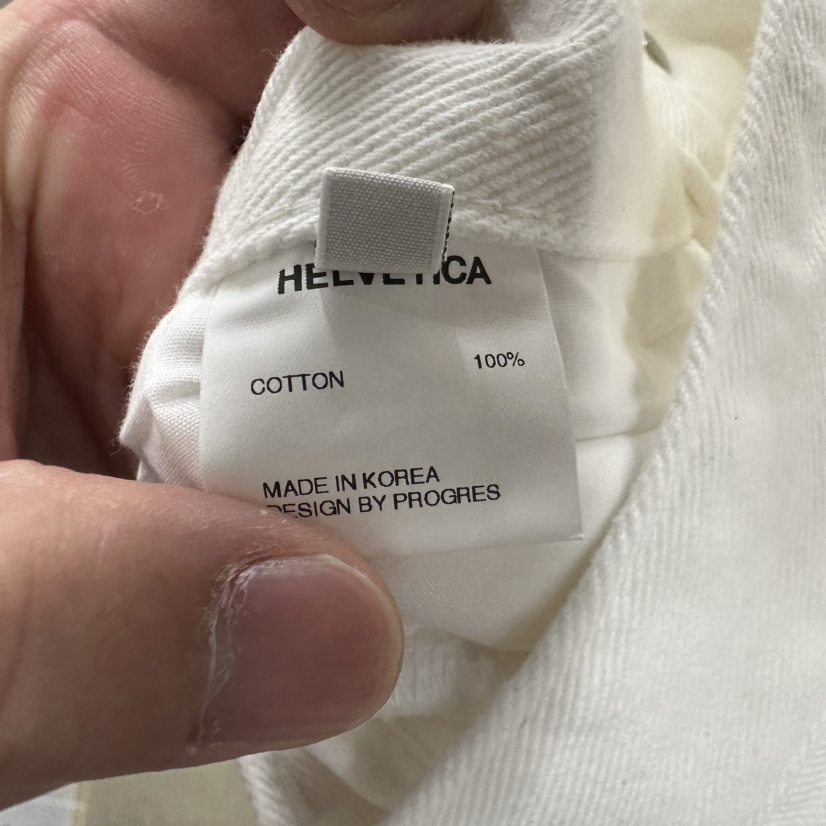 HELVETICA
COTTON 100%
MADE IN KOREA
DESIGN BY PROGRES